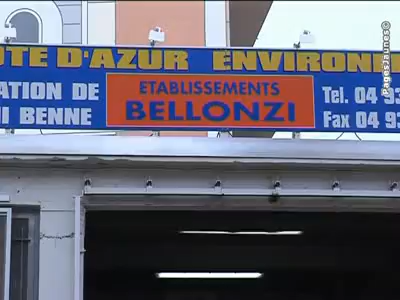 OTE D'AZUR ENVIRONNE
ATION DE
I BENNE
ETABLISSEMENTS
BELLONZI
Tel. 04 93
Fax 04 93
PagesJaunes©